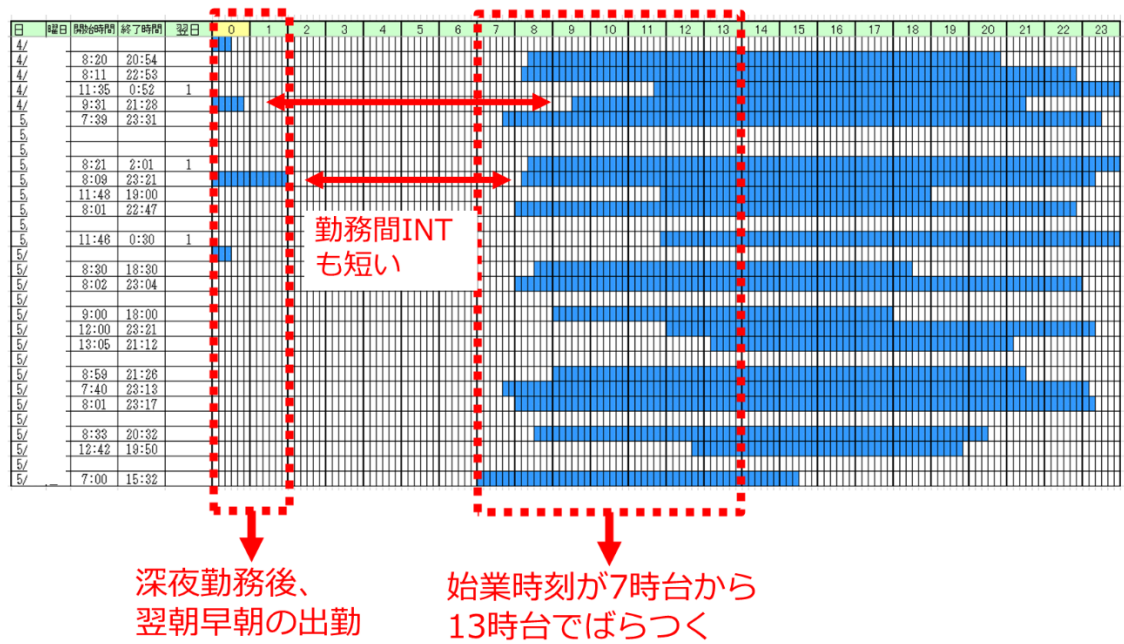 日 曜日 開始時間 終了時間 翌日 0 1 2 3 4 5 6 7 8 9 10 11 12 13 14 15 16 17 18 19 20 21 22 23
4/
4/ 8:20 20:54
4/ 8:11 22:53
4/ 11:35 0:52 1
4/ 9:31 21:28
5, 7:39 23:31
5,
5,
5, 8:21 2:01 1
5, 8:09 23:21
5, 11:48 19:00
5, 8:01 22:47
5,
5, 11:46 0:30 1
5/
5/ 8:30 18:30
5/ 8:02 23:04
5/
5/ 9:00 18:00
5/ 12:00 23:21
5/ 13:05 21:12
5/
5/ 8:59 21:26
5/ 7:40 23:13
5/ 8:01 23:17
5/
5/ 8:33 20:32
5/ 12:42 19:50
5/
5/ 7:00 15:32
勤務間INT
も短い
深夜勤務後、
翌朝早朝の出勤
始業時刻が7時台から
13時台でばらつく